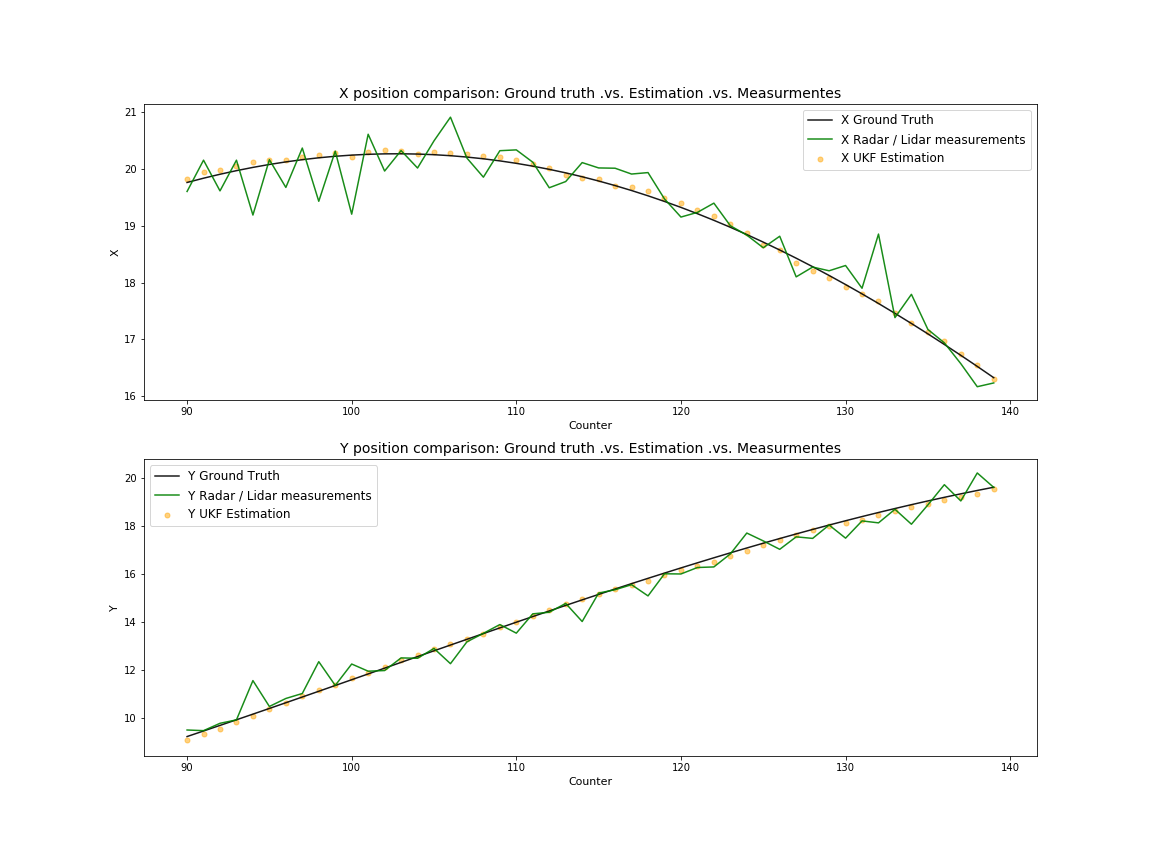 X position comparison: Ground truth .vs. Estimation .vs. Measurmentes
21
20
19
18
17
16
X
X Ground Truth
X Radar / Lidar measurements
X UKF Estimation
90 100 110 120 130 140
Counter
Y position comparison: Ground truth .vs. Estimation .vs. Measurmentes
20
18
16
14
12
10
Y
Y Ground Truth
Y Radar / Lidar measurements
Y UKF Estimation
90 100 110 120 130 140
Counter